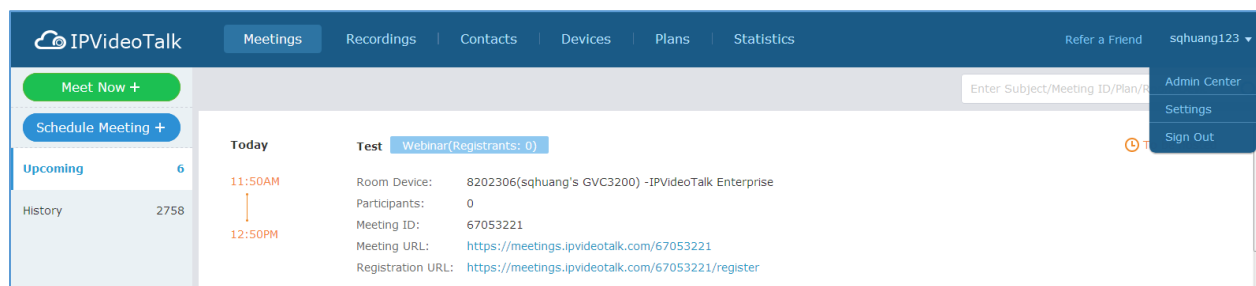 IPVideoTalk Meetings Recordings Contacts Devices Plans Statistics Refer a Friend sqhuang123
Meet Now +
Schedule Meeting +
Upcoming 6
History 2758
Enter Subject/Meeting ID/Plan/R
Admin Center
Settings
Sign Out
Today Test Webinar(Registrants: 0)
11:50AM
12:50PM
Room Device: 8202306(sqhuang's GVC3200) -IPVideoTalk Enterprise
Participants: 0
Meeting ID: 67053221
Meeting URL: https://meetings.ipvideotalk.com/67053221
Registration URL: https://meetings.ipvideotalk.com/67053221/register